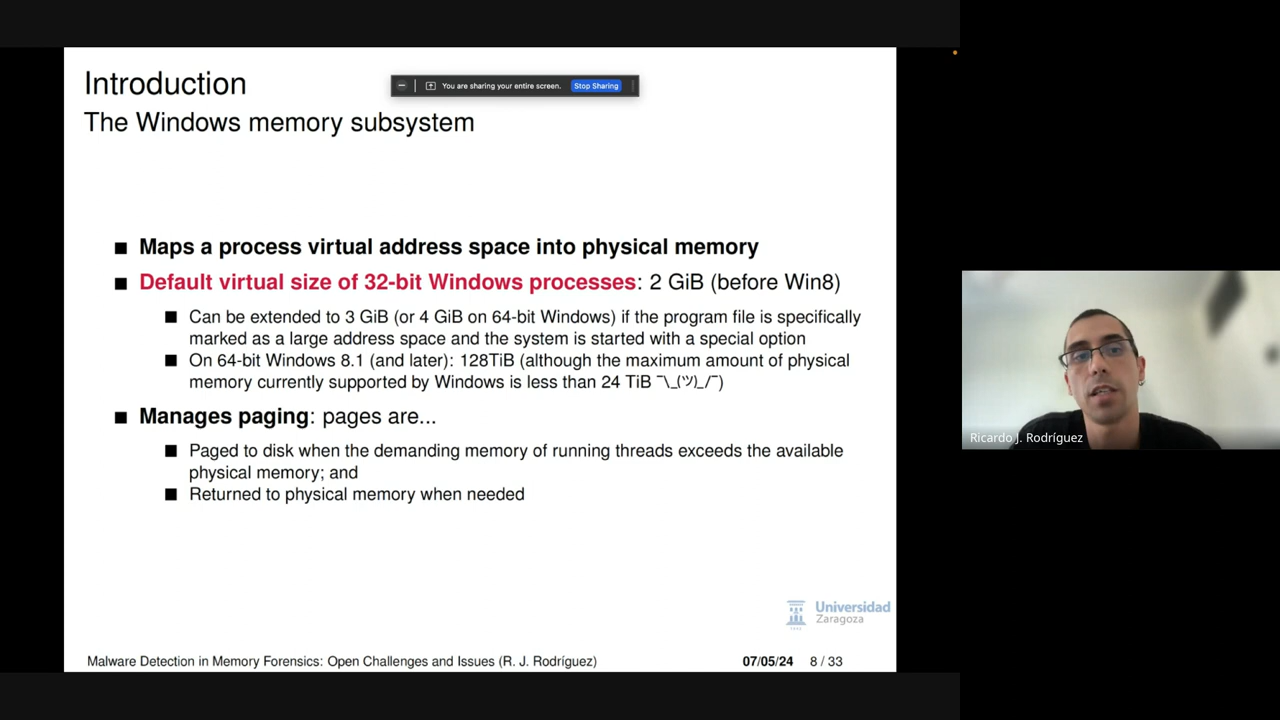 Introduction
You are sharing your entire screen. Stop Sharing
The Windows memory subsystem
■ Maps a process virtual address space into physical memory
■ Default virtual size of 32-bit Windows processes: 2 GiB (before Win8)
■ Can be extended to 3 GiB (or 4 GiB on 64-bit Windows) if the program file is specifically
marked as a large address space and the system is started with a special option
■ On 64-bit Windows 8.1 (and later): 128TiB (although the maximum amount of physical
memory currently supported by Windows is less than 24 TiB ¯\_(ツ)_/¯)
■ Manages paging: pages are...
■ Paged to disk when the demanding memory of running threads exceeds the available
physical memory; and
■ Returned to physical memory when needed
Universidad
Zaragoza
1542
Malware Detection in Memory Forensics: Open Challenges and Issues (R. J. Rodríguez) 07/05/24 8 / 33
Ricardo J. Rodríguez